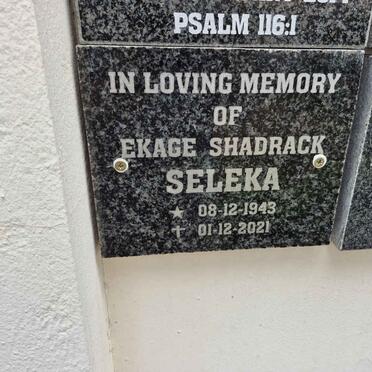 PSALM 116:1
IN LOVING MEMORY
OF
EKAGE SHADRACK
SELEKA
★ 08-12-1943
✝ 01-12-2021